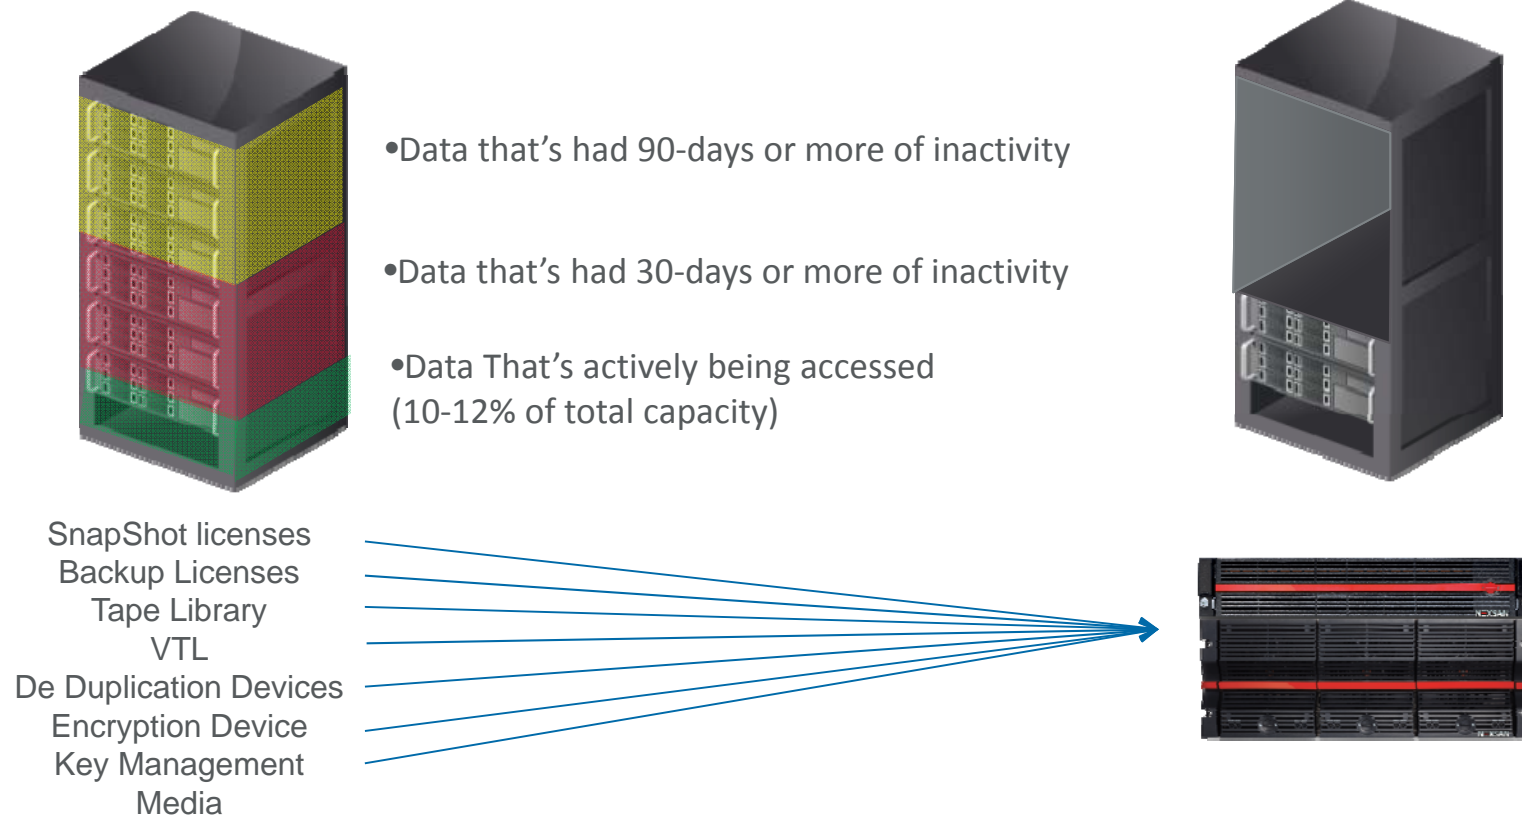 •Data that’s had 90-days or more of inactivity
•Data that’s had 30-days or more of inactivity
•Data That’s actively being accessed
(10-12% of total capacity)
SnapShot licenses
Backup Licenses
Tape Library
VTL
De Duplication Devices
Encryption Device
Key Management
Media
NEXSAN
NEXSAN